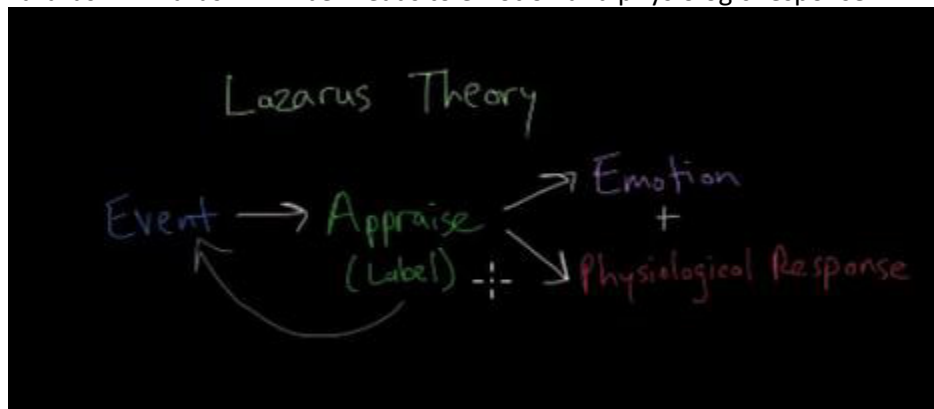 Lazarus Theory
Event → Appraise
(Label)
Emotion
+
Physiological Response